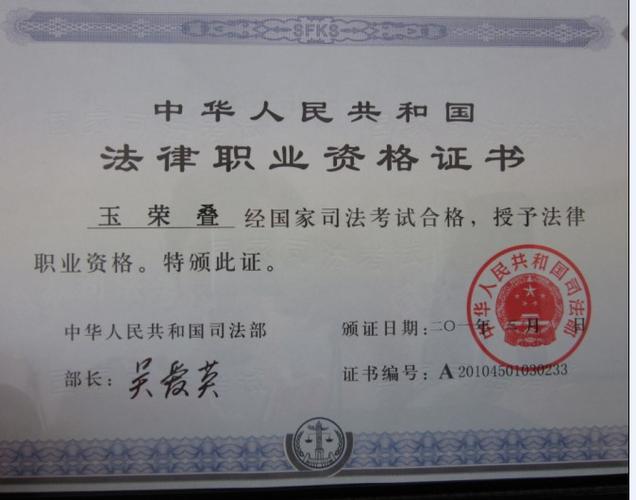 SFKS
中华人民共和国
法律职业资格证书
玉荣叠 经国家司法考试合格，授予法律
职业资格。特颁此证。
中华人民共和国司法部
颁证日期：二〇一 年 月 日
部长：吴爱英
证书编号：A20104501030233
中华人民共和国司法部